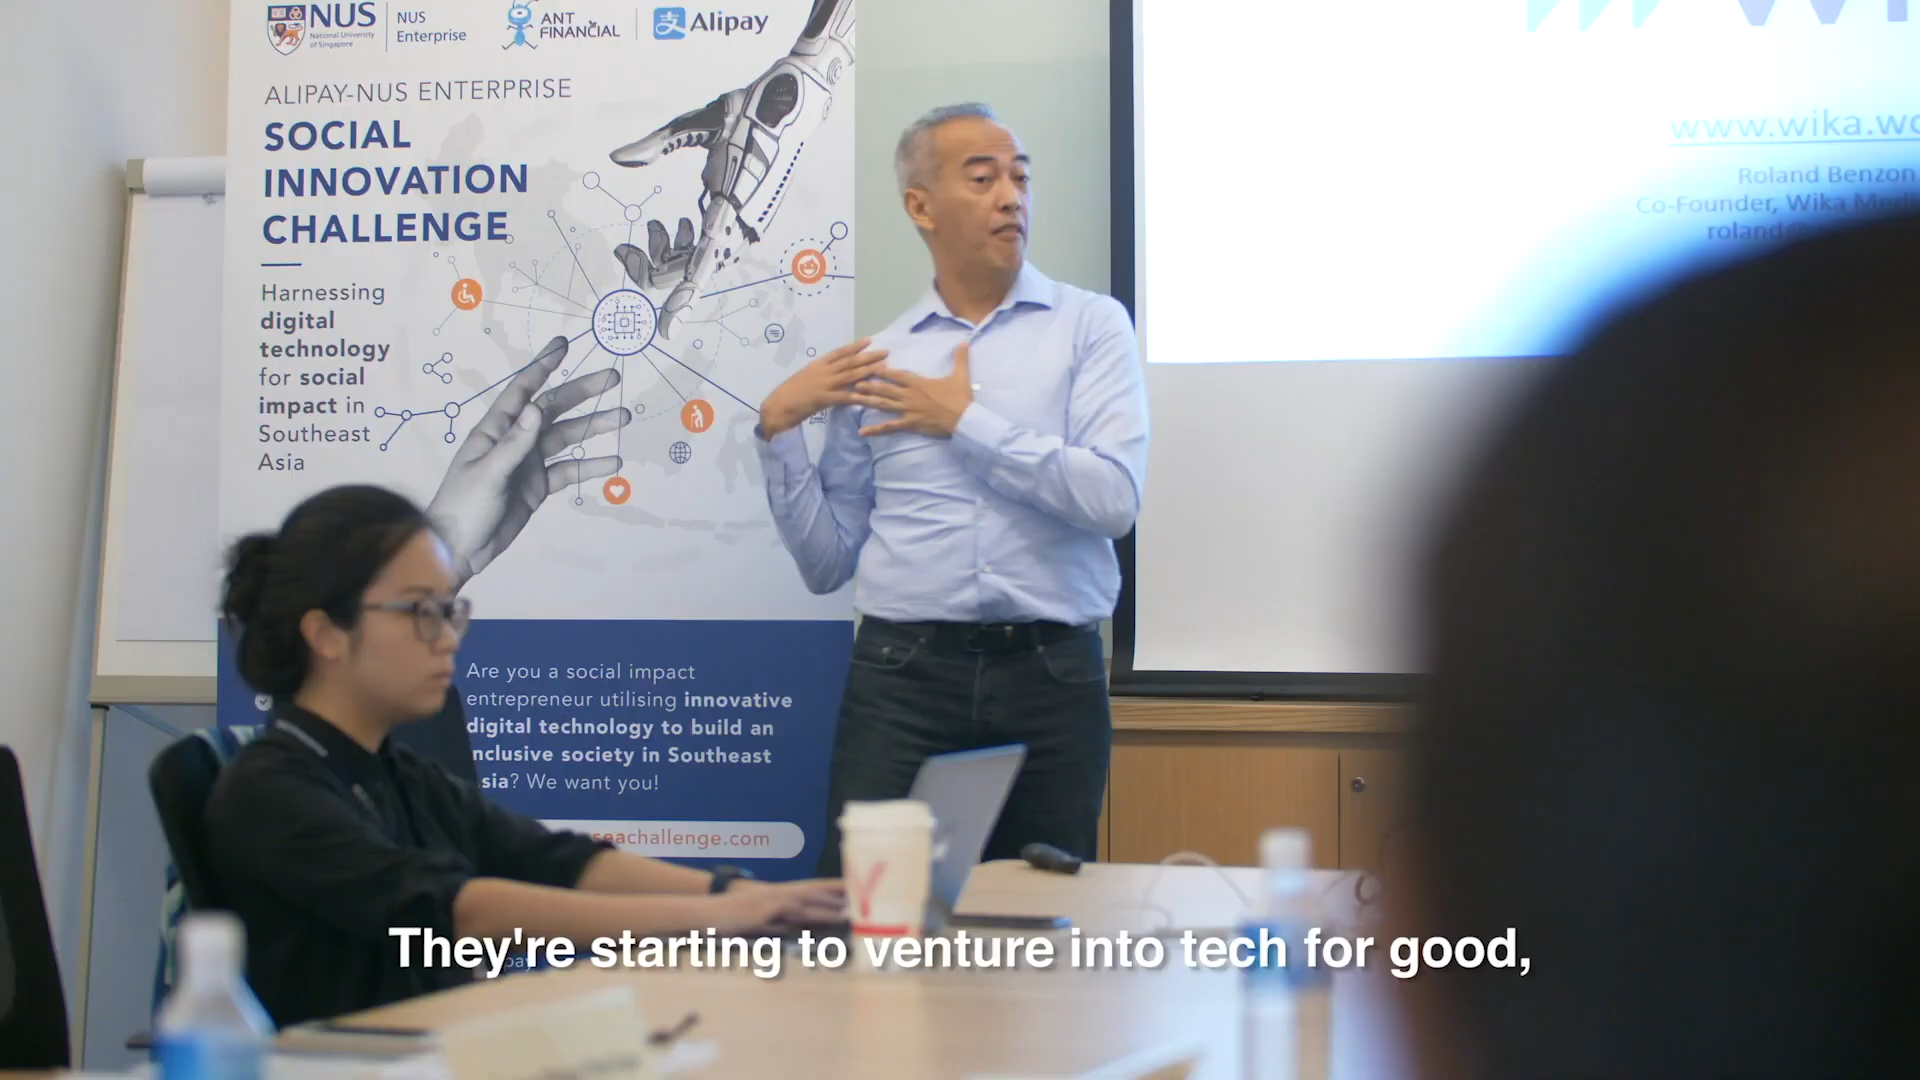 NUS
National University
of Singapore
NUS
Enterprise
ANT
FINANCIAL
Alipay
ALIPAY-NUS ENTERPRISE
SOCIAL
INNOVATION
CHALLENGE
Harnessing
digital
technology
for social
impact in
Southeast
Asia
Are you a social impact
entrepreneur utilising innovative
digital technology to build an
nclusive society in Southeast
sia? We want you!
seachallenge.com
www.wika.wo
Roland Benzon
Co-Founder, Wika Med
roland
They're starting to venture into tech for good,